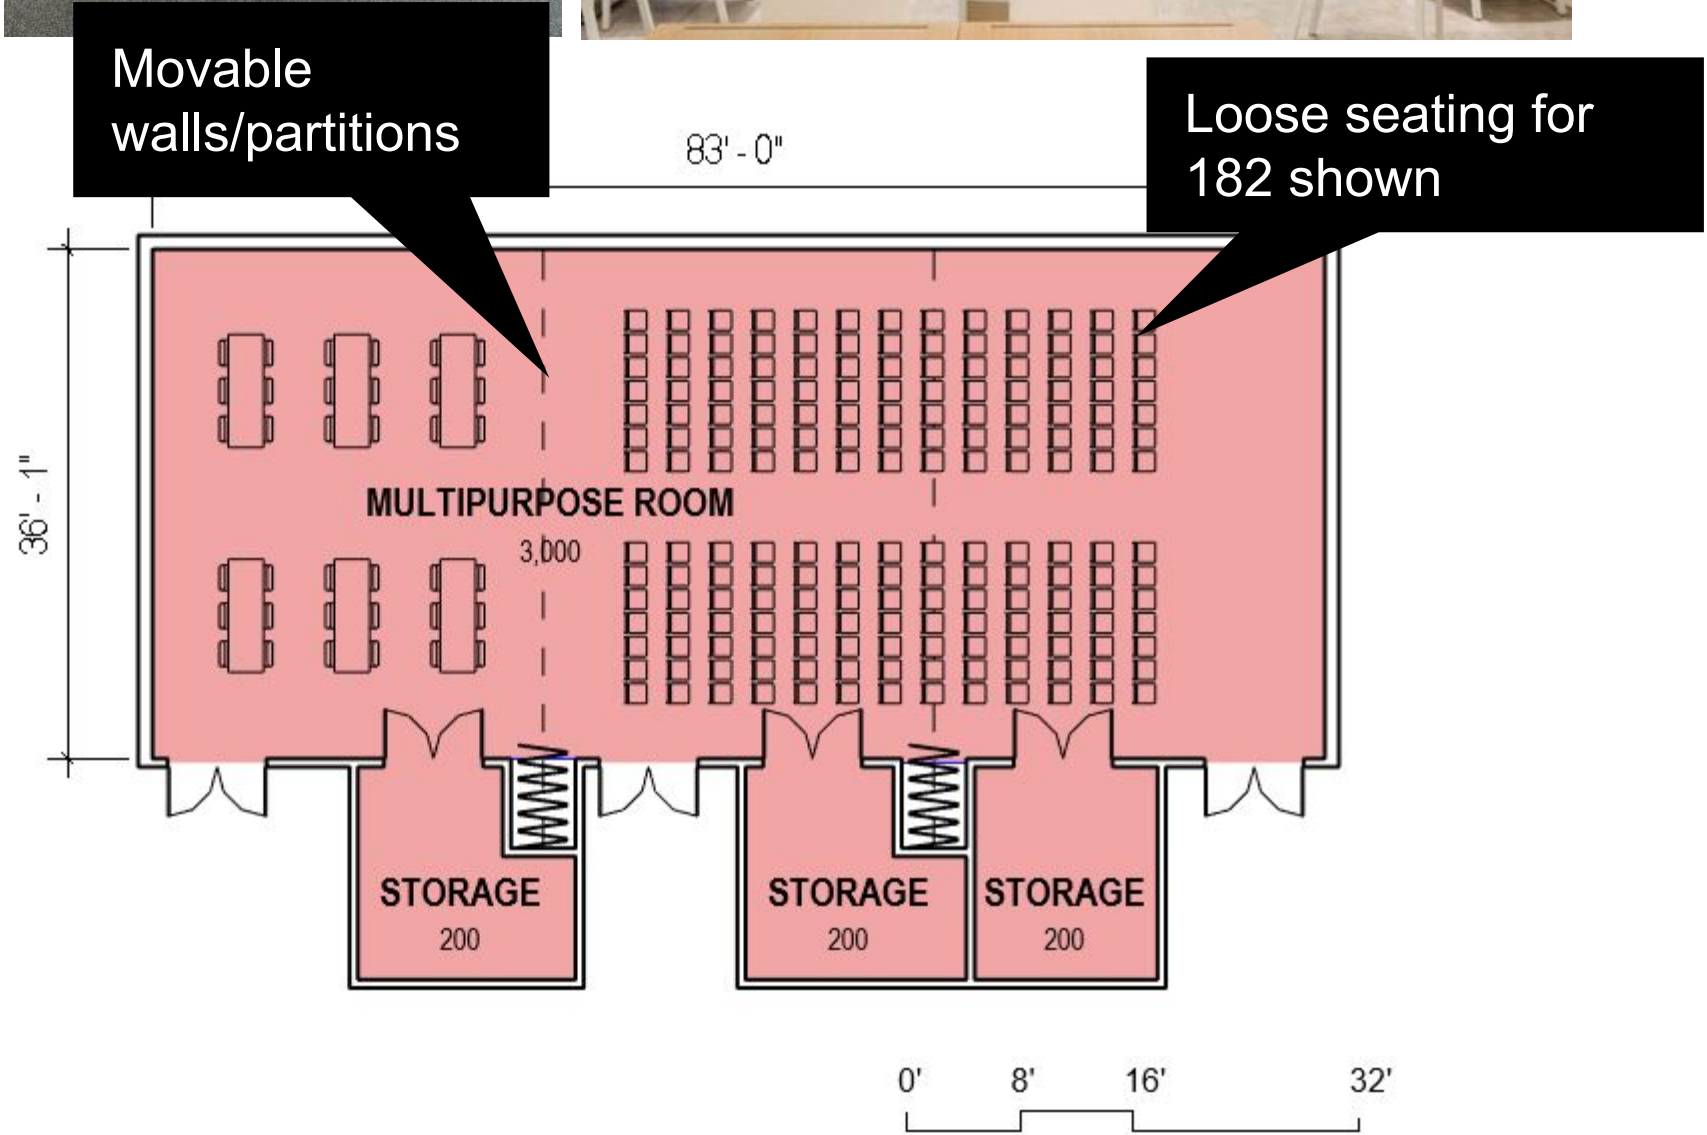 Movable
walls/partitions
Loose seating for
182 shown
83' - 0"
36' - 1"
MULTIPURPOSE ROOM
3,000
STORAGE
200
STORAGE
200
STORAGE
200
0' 8' 16' 32'